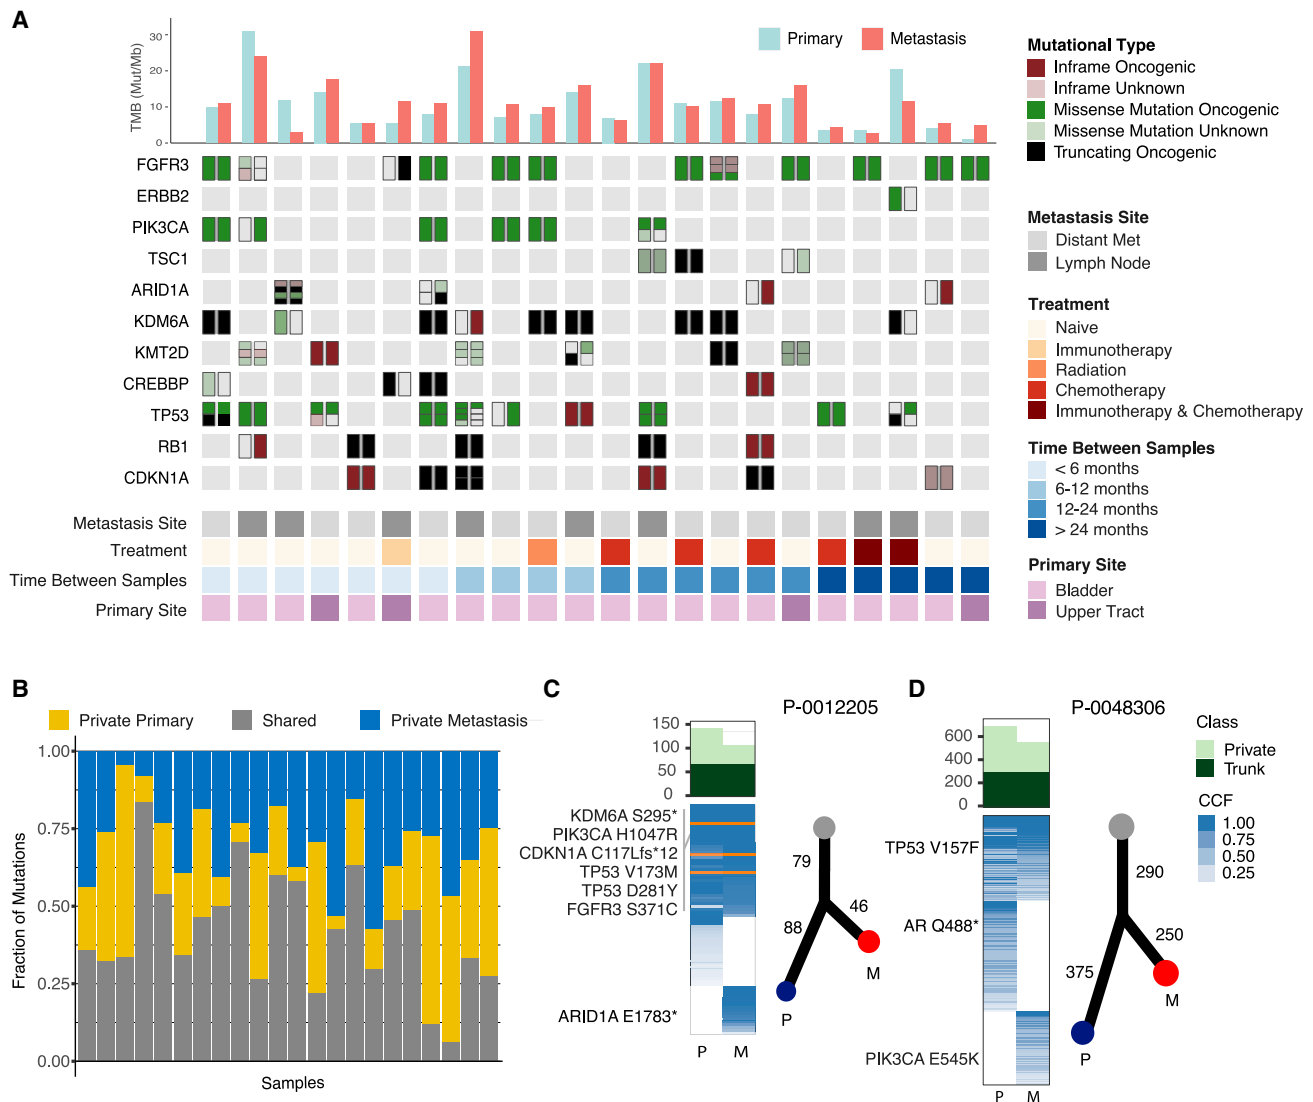 A
TMB (Mut/Mb)
30
20
10
0
Primary
Metastasis
FGFR3
ERBB2
PIK3CA
TSC1
ARID1A
KDM6A
KMT2D
CREBBP
TP53
RB1
CDKN1A
Metastasis Site
Treatment
Time Between Samples
Primary Site
Mutational Type
Inframe Oncogenic
Inframe Unknown
Missense Mutation Oncogenic
Missense Mutation Unknown
Truncating Oncogenic
Metastasis Site
Distant Met
Lymph Node
Treatment
Naive
Immunotherapy
Radiation
Chemotherapy
Immunotherapy & Chemotherapy
Time Between Samples
< 6 months
6-12 months
12-24 months
> 24 months
Primary Site
Bladder
Upper Tract
B
Private Primary
Shared
Private Metastasis
Fraction of Mutations
1.00
0.75
0.50
0.25
0.00
Samples
C
P-0012205
150
100
50
0
KDM6A S295*
PIK3CA H1047R
CDKN1A C117Lfs*12
TP53 V173M
TP53 D281Y
FGFR3 S371C
ARID1A E1783*
P M
79
88
46
M
P
D
P-0048306
600
400
200
0
TP53 V157F
AR Q488*
PIK3CA E545K
P M
290
250
375
M
P
Class
Private
Trunk
CCF
1.00
0.75
0.50
0.25